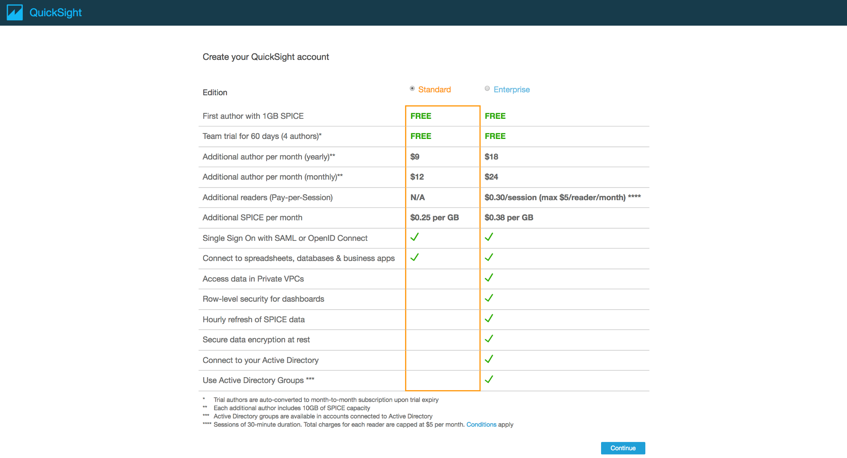 QuickSight
Create your QuickSight account
Edition Standard Enterprise
First author with 1GB SPICE FREE FREE
Team trial for 60 days (4 authors)* FREE FREE
Additional author per month (yearly)** $9 $18
Additional author per month (monthly)** $12 $24
Additional readers (Pay-per-Session) N/A $0.30/session (max $5/reader/month) ****
Additional SPICE per month $0.25 per GB $0.38 per GB
Single Sign On with SAML or OpenID Connect
Connect to spreadsheets, databases & business apps
Access data in Private VPCs
Row-level security for dashboards
Hourly refresh of SPICE data
Secure data encryption at rest
Connect to your Active Directory
Use Active Directory Groups ***
* Trial authors are auto-converted to month-to-month subscription upon trial expiry
** Each additional author includes 10GB of SPICE capacity
*** Active Directory groups are available in accounts connected to Active Directory
**** Sessions of 30-minute duration. Total charges for each reader are capped at $5 per month. Conditions apply
Continue